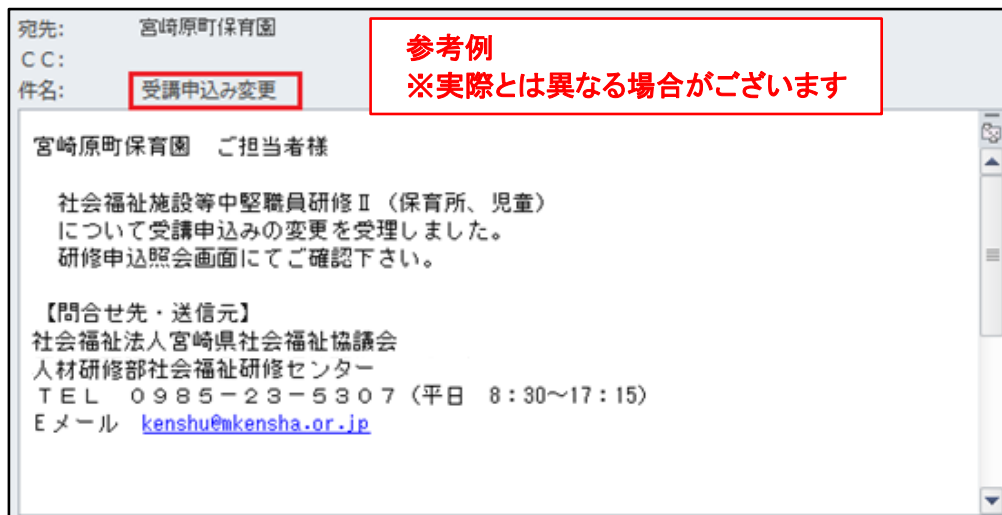 宛先: 宮崎原町保育園
CC:
件名: 受講申込み変更
参考例
※実際とは異なる場合がございます
宮崎原町保育園 ご担当者様
社会福祉施設等中堅職員研修Ⅱ(保育所、児童)
について受講申込みの変更を受理しました。
研修申込照会画面にてご確認下さい。
【問合せ先・送信元】
社会福祉法人宮崎県社会福祉協議会
人材研修部社会福祉研修センター
TEL 0985-23-5307(平日 8:30~17:15)
Eメール kenshu@mkensha.or.jp